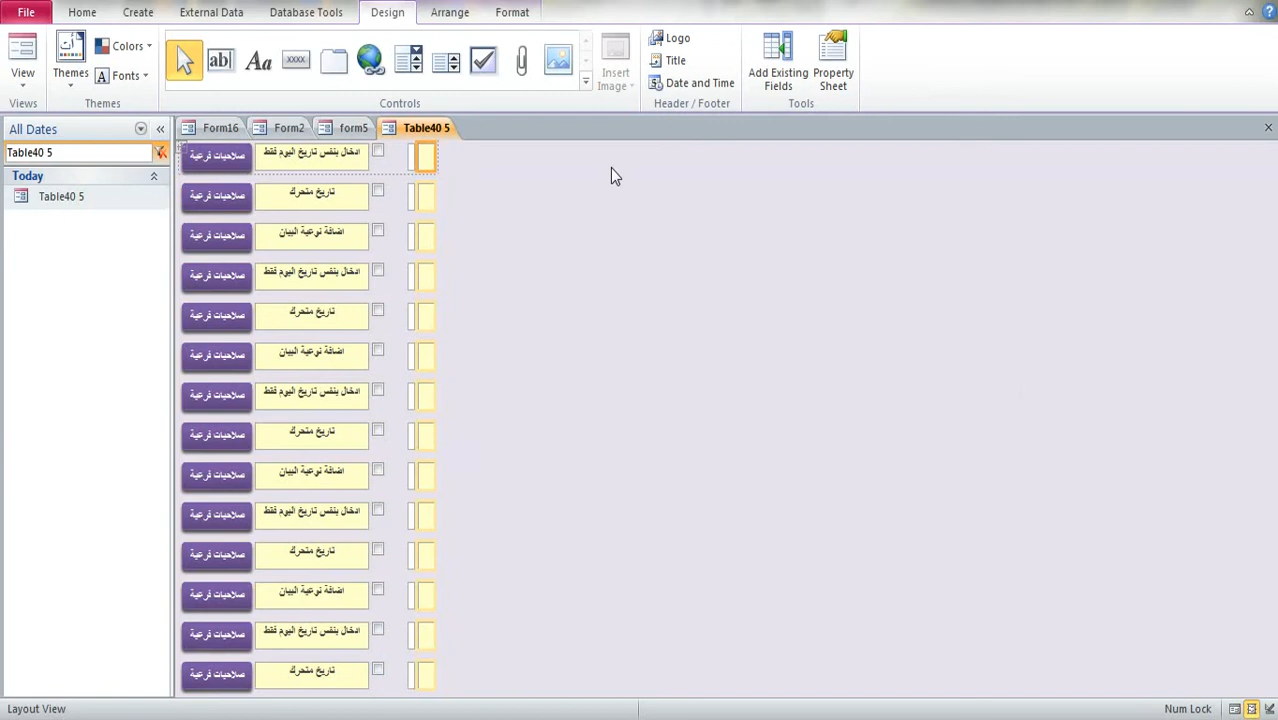 File Home Create External Data Database Tools Design Arrange Format
View Themes Colors Fonts ab| Aa XXXX Insert Image Logo Title Date and Time Add Existing Fields Property Sheet
Views Themes Controls Header / Footer Tools
All Dates Form16 Form2 form5 Table40 5
Table40 5
Today
Table40 5
صلاحيات فرعية ادخال بنفس تاريخ اليوم فقط
صلاحيات فرعية تاريخ متحرك
صلاحيات فرعية اضافة نوعية البيان
صلاحيات فرعية ادخال بنفس تاريخ اليوم فقط
صلاحيات فرعية تاريخ متحرك
صلاحيات فرعية اضافة نوعية البيان
صلاحيات فرعية ادخال بنفس تاريخ اليوم فقط
صلاحيات فرعية تاريخ متحرك
صلاحيات فرعية اضافة نوعية البيان
صلاحيات فرعية ادخال بنفس تاريخ اليوم فقط
صلاحيات فرعية تاريخ متحرك
صلاحيات فرعية اضافة نوعية البيان
صلاحيات فرعية ادخال بنفس تاريخ اليوم فقط
صلاحيات فرعية تاريخ متحرك
Layout View Num Lock